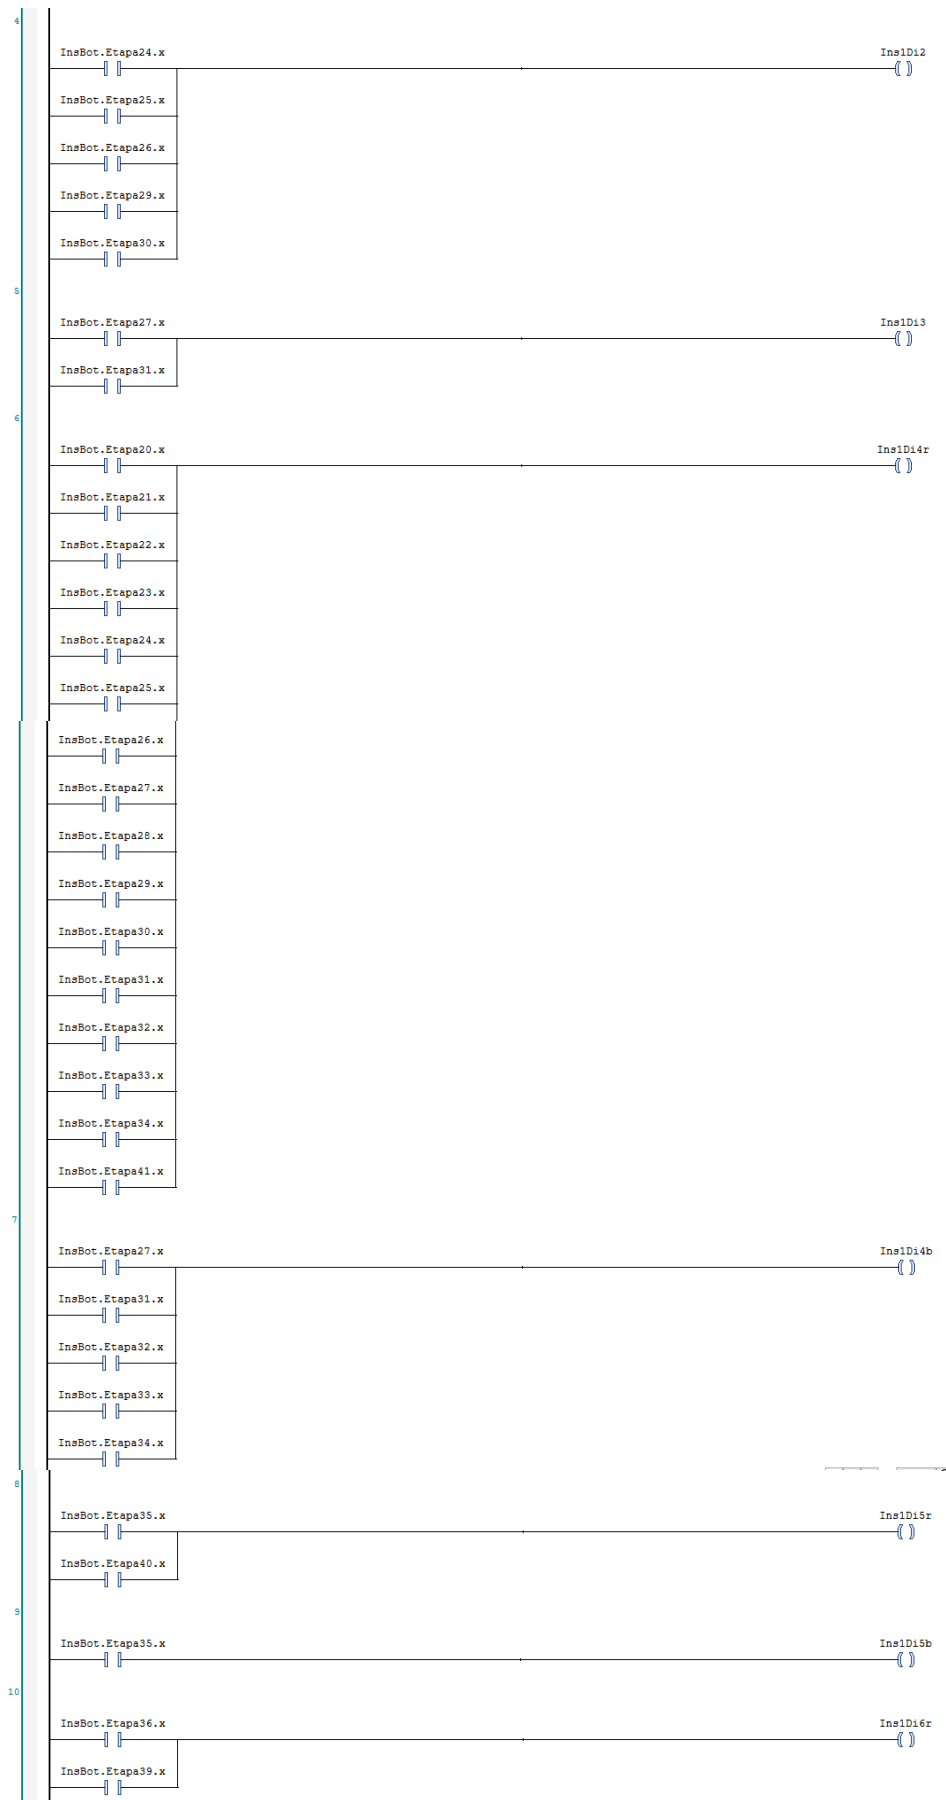 4
InsBot.Etapa24.x Ins1Di2
InsBot.Etapa25.x
InsBot.Etapa26.x
InsBot.Etapa29.x
InsBot.Etapa30.x
5
InsBot.Etapa27.x Ins1Di3
InsBot.Etapa31.x
6
InsBot.Etapa20.x Ins1Di4r
InsBot.Etapa21.x
InsBot.Etapa22.x
InsBot.Etapa23.x
InsBot.Etapa24.x
InsBot.Etapa25.x
InsBot.Etapa26.x
InsBot.Etapa27.x
InsBot.Etapa28.x
InsBot.Etapa29.x
InsBot.Etapa30.x
InsBot.Etapa31.x
InsBot.Etapa32.x
InsBot.Etapa33.x
InsBot.Etapa34.x
InsBot.Etapa41.x
7
InsBot.Etapa27.x Ins1Di4b
InsBot.Etapa31.x
InsBot.Etapa32.x
InsBot.Etapa33.x
InsBot.Etapa34.x
8
InsBot.Etapa35.x Ins1Di5r
InsBot.Etapa40.x
9
InsBot.Etapa35.x Ins1Di5b
10
InsBot.Etapa36.x Ins1Di6r
InsBot.Etapa39.x